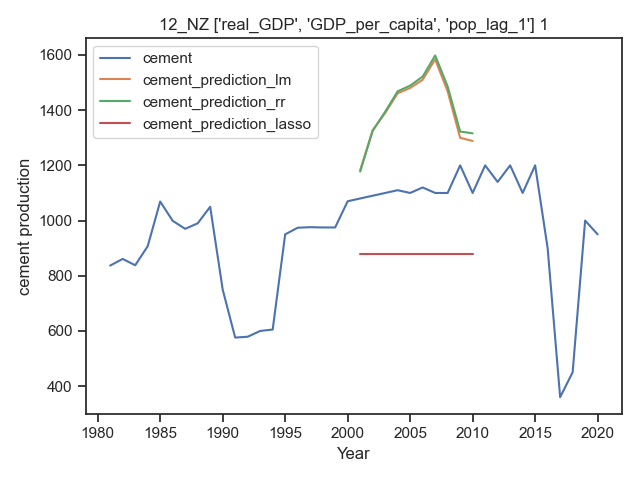 12_NZ ['real_GDP', 'GDP_per_capita', 'pop_lag_1'] 1
cement
cement_prediction_lm
cement_prediction_rr
cement_prediction_lasso
cement production
1600
1400
1200
1000
800
600
400
1980 1985 1990 1995 2000 2005 2010 2015 2020
Year